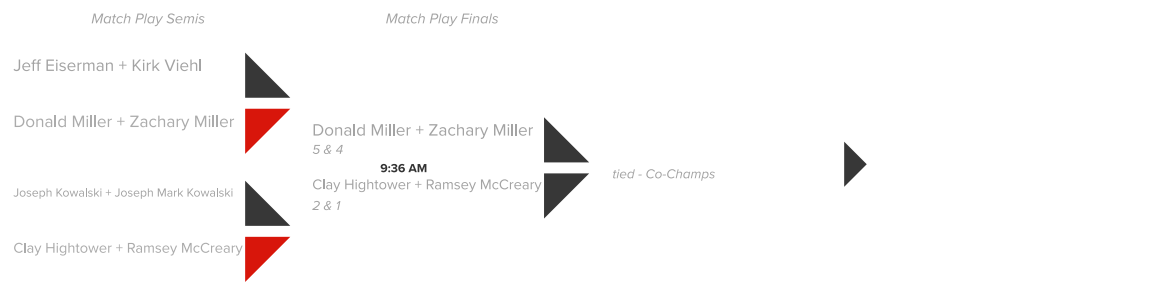 Match Play Semis
Match Play Finals
Jeff Eiserman + Kirk Viehl
Donald Miller + Zachary Miller
Joseph Kowalski + Joseph Mark Kowalski
Clay Hightower + Ramsey McCreary
Donald Miller + Zachary Miller
5 & 4
9:36 AM
Clay Hightower + Ramsey McCreary
2 & 1
tied - Co-Champs